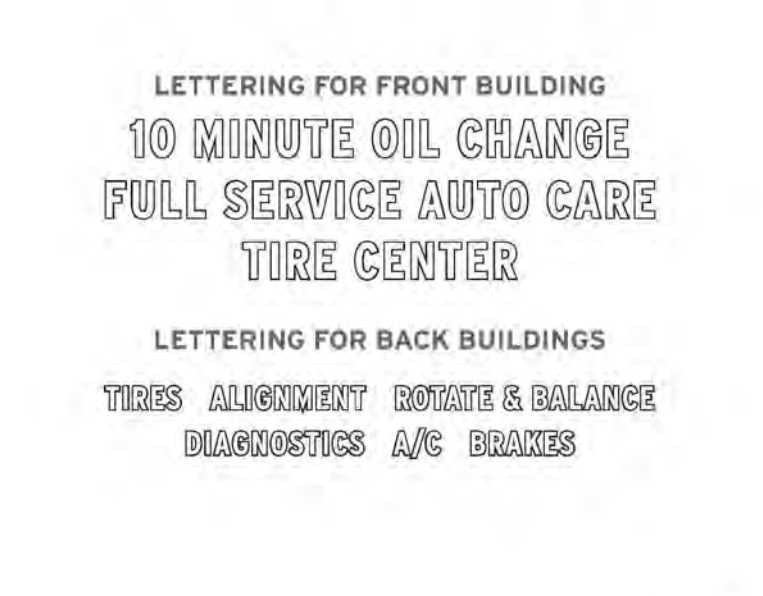 LETTERING FOR FRONT BUILDING
10 MINUTE OIL CHANGE
FULL SERVICE AUTO CARE
TIRE CENTER
LETTERING FOR BACK BUILDINGS
TIRES ALIGNMENT ROTATE & BALANCE
DIAGNOSTICS A/C BRAKES